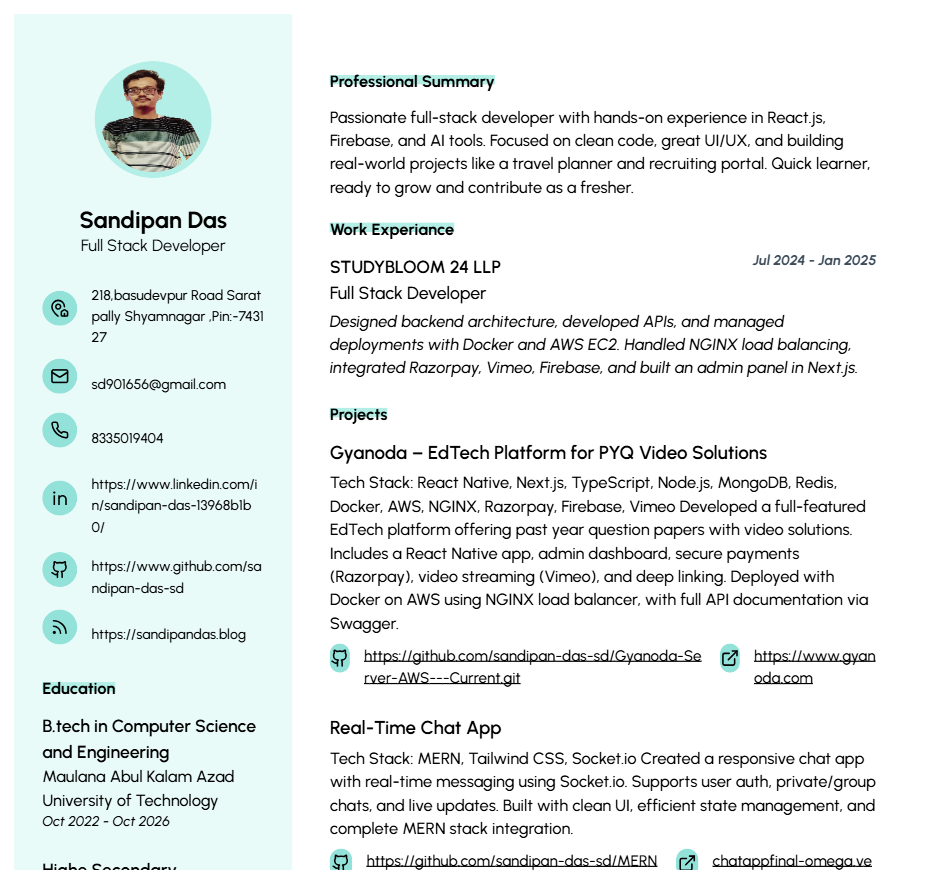 Sandipan Das
Full Stack Developer
218,basudevpur Road Sarat
pally Shyamnagar ,Pin:-7431
27
sd901656@gmail.com
8335019404
https://www.linkedin.com/i
n/sandipan-das-13968b1b
0/
https://www.github.com/sa
ndipan-das-sd
https://sandipandas.blog
Education
B.tech in Computer Science
and Engineering
Maulana Abul Kalam Azad
University of Technology
Oct 2022 - Oct 2026
Highe Secondary
Professional Summary
Passionate full-stack developer with hands-on experience in React.js,
Firebase, and AI tools. Focused on clean code, great UI/UX, and building
real-world projects like a travel planner and recruiting portal. Quick learner,
ready to grow and contribute as a fresher.
Work Experiance
STUDYBLOOM 24 LLP
Jul 2024 - Jan 2025
Full Stack Developer
Designed backend architecture, developed APIs, and managed
deployments with Docker and AWS EC2. Handled NGINX load balancing,
integrated Razorpay, Vimeo, Firebase, and built an admin panel in Next.js.
Projects
Gyanoda – EdTech Platform for PYQ Video Solutions
Tech Stack: React Native, Next.js, TypeScript, Node.js, MongoDB, Redis,
Docker, AWS, NGINX, Razorpay, Firebase, Vimeo Developed a full-featured
EdTech platform offering past year question papers with video solutions.
Includes a React Native app, admin dashboard, secure payments
(Razorpay), video streaming (Vimeo), and deep linking. Deployed with
Docker on AWS using NGINX load balancer, with full API documentation via
Swagger.
https://github.com/sandipan-das-sd/Gyanoda-Se
rver-AWS---Current.git
https://www.gyan
oda.com
Real-Time Chat App
Tech Stack: MERN, Tailwind CSS, Socket.io Created a responsive chat app
with real-time messaging using Socket.io. Supports user auth, private/group
chats, and live updates. Built with clean UI, efficient state management, and
complete MERN stack integration.
https://github.com/sandipan-das-sd/MERN
chatappfinal-omega.ve